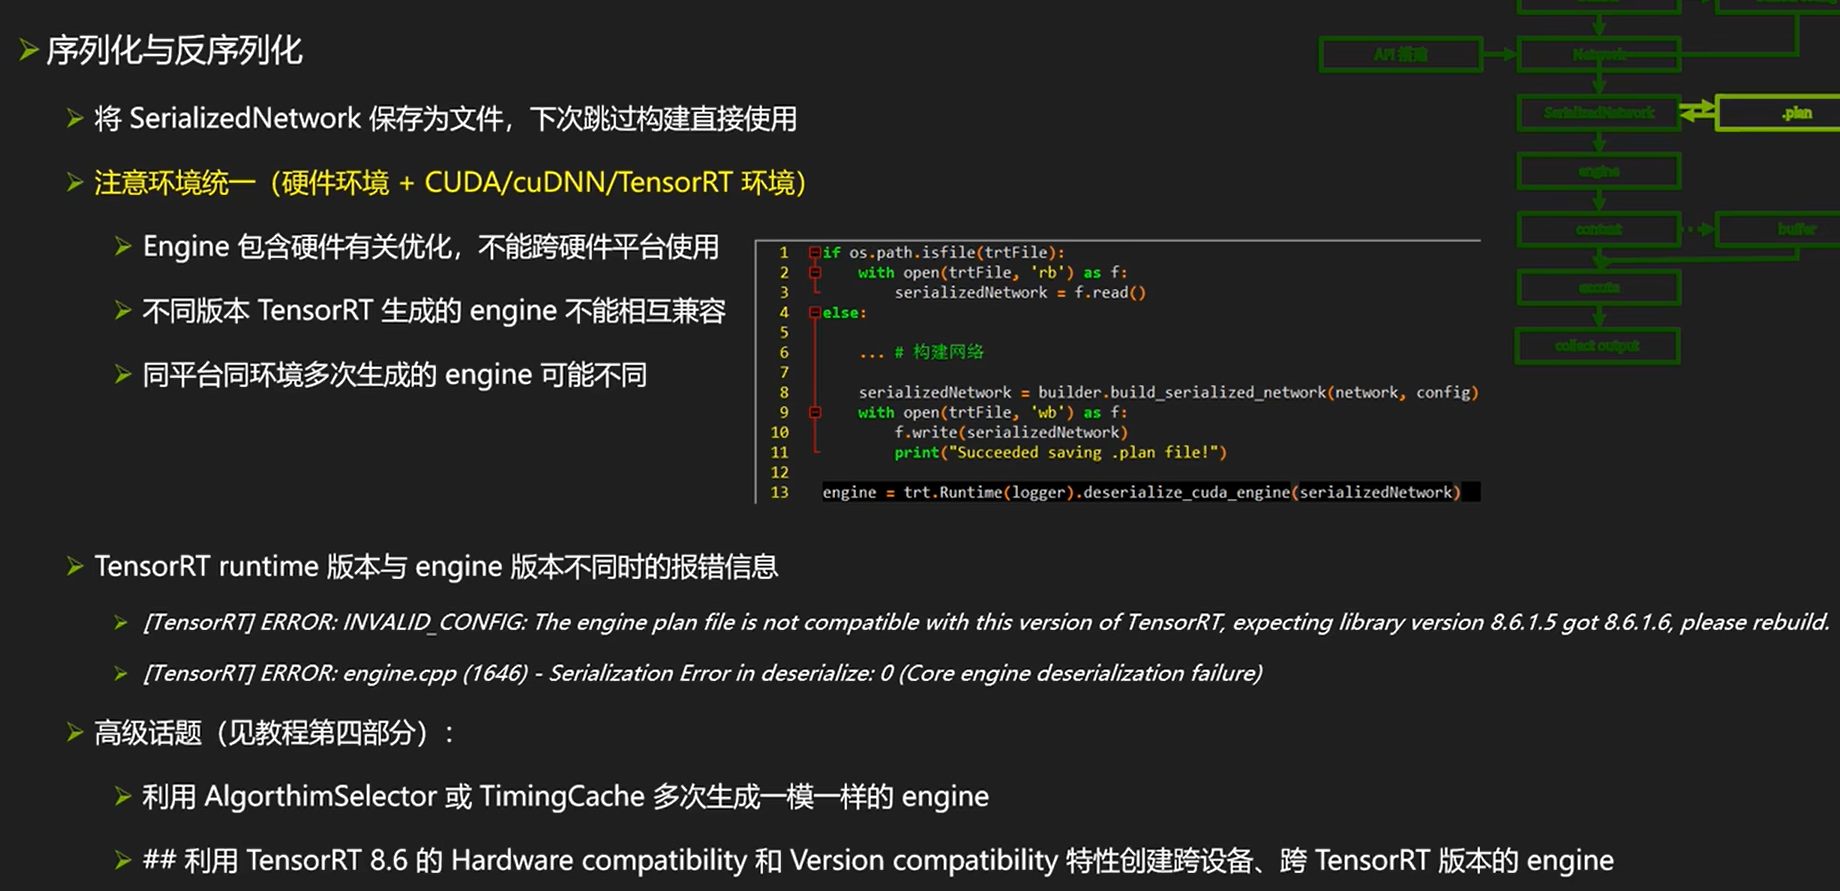 序列化与反序列化
将 SerializedNetwork 保存为文件，下次跳过构建直接使用
注意环境统一（硬件环境 + CUDA/cuDNN/TensorRT 环境）
Engine 包含硬件有关优化，不能跨硬件平台使用
不同版本 TensorRT 生成的 engine 不能相互兼容
同平台同环境多次生成的 engine 可能不同
1 if os.path.isfile(trtFile):
2 with open(trtFile, 'rb') as f:
3 serializedNetwork = f.read()
4 else:
5
6 ... # 构建网络
7
8 serializedNetwork = builder.build_serialized_network(network, config)
9 with open(trtFile, 'wb') as f:
10 f.write(serializedNetwork)
11 print("Succeeded saving .plan file!")
12
13 engine = trt.Runtime(logger).deserialize_cuda_engine(serializedNetwork)
API 搭建
Network
SerializedNetwork
.plan
engine
context
buffer
execute
collect output
TensorRT runtime 版本与 engine 版本不同时的报错信息
[TensorRT] ERROR: INVALID_CONFIG: The engine plan file is not compatible with this version of TensorRT, expecting library version 8.6.1.5 got 8.6.1.6, please rebuild.
[TensorRT] ERROR: engine.cpp (1646) - Serialization Error in deserialize: 0 (Core engine deserialization failure)
高级话题（见教程第四部分）：
利用 AlgorthimSelector 或 TimingCache 多次生成一模一样的 engine
## 利用 TensorRT 8.6 的 Hardware compatibility 和 Version compatibility 特性创建跨设备、跨 TensorRT 版本的 engine